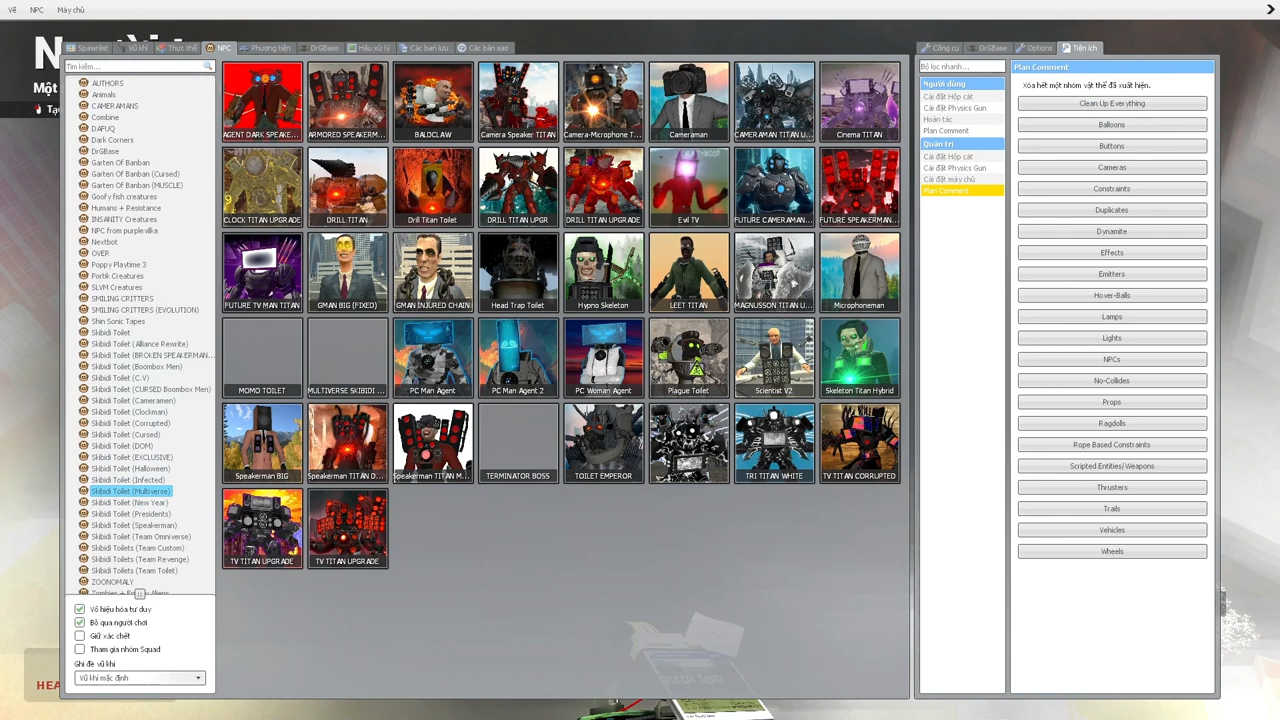 Vẽ NPC Máy chủ
Một
HEA
Spawnlist Vũ khí Thực thể NPC Phương tiện DrGBase Hậu xử lý Các bản lưu Các bản sao
Tìm kiếm...
AUTHORS
Animals
CAMERAMANS
Combine
DAFUQ
Dark Corners
DrGBase
Garten Of Banban
Garten Of Banban (Cursed)
Garten Of Banban (MUSCLE)
Goofy fish creatures
Humans + Resistance
INSANITY Creatures
NPC from purplevilka
Nextbot
OVER
Poppy Playtime 3
Portik Creatures
SLVM Creatures
SMILING CRITTERS
SMILING CRITTERS (EVOLUTION)
Shin Sonic Tapes
Skibidi Toilet
Skibidi Toilet (Alliance Rewrite)
Skibidi Toilet (BROKEN SPEAKERMAN...
Skibidi Toilet (Boombox Men)
Skibidi Toilet (C.V)
Skibidi Toilet (CURSED Boombox Men)
Skibidi Toilet (Cameramen)
Skibidi Toilet (Clockman)
Skibidi Toilet (Corrupted)
Skibidi Toilet (Cursed)
Skibidi Toilet (DOM)
Skibidi Toilet (EXCLUSIVE)
Skibidi Toilet (Halloween)
Skibidi Toilet (Infected)
Skibidi Toilet (Multiverse)
Skibidi Toilet (New Year)
Skibidi Toilet (Presidents)
Skibidi Toilet (Speakerman)
Skibidi Toilet (Team Omniverse)
Skibidi Toilets (Team Custom)
Skibidi Toilets (Team Revenge)
Skibidi Toilets (Team Toilet)
ZOONOMALY
Zombies + Enemy Aliens
Vô hiệu hóa tư duy
Bỏ qua người chơi
Giữ xác chết
Tham gia nhóm Squad
Ghi đè vũ khí
Vũ khí mặc định
AGENT DARK SPEAKE... ARMORED SPEAKERM... BALDCLAW Camera Speaker TITAN Camera-Microphone T... Cameraman CAMERAMAN TITAN U... Cinema TITAN
CLOCK TITAN UPGRADE DRILL TITAN Drill Titan Toilet DRILL TITAN UPGR DRILL TITAN UPGRADE Evil TV FUTURE CAMERAMAN... FUTURE SPEAKERMAN...
FUTURE TV MAN TITAN GMAN BIG (FIXED) GMAN INJURED CHAIN Head Trap Toilet Hypno Skeleton LEET TITAN MAGNUSSON TITAN U... Microphoneman
MOMO TOILET MULTIVERSE SKIBIDI ... PC Man Agent PC Man Agent 2 PC Woman Agent Plague Toilet Scientist V2 Skeleton Titan Hybrid
Speakerman BIG Speakerman TITAN D... Speakerman TITAN M... TERMINATOR BOSS TOILET EMPEROR TRI TITAN WHITE TV TITAN CORRUPTED
TV TITAN UPGRADE TV TITAN UPGRADE
Công cụ DrGBase Options Tiện ích
Bộ lọc nhanh...
Người dùng
Cài đặt Hộp cát
Cài đặt Physics Gun
Hoàn tác
Plan Comment
Quản trị
Cài đặt Hộp cát
Cài đặt Physics Gun
Cài đặt máy chủ
Plan Comment
Plan Comment
Xóa hết một nhóm vật thể đã xuất hiện.
Clean Up Everything
Balloons
Buttons
Cameras
Constraints
Duplicates
Dynamite
Effects
Emitters
Hover-Balls
Lamps
Lights
NPCs
No-Collides
Props
Ragdolls
Rope Based Constraints
Scripted Entities/Weapons
Thrusters
Trails
Vehicles
Wheels